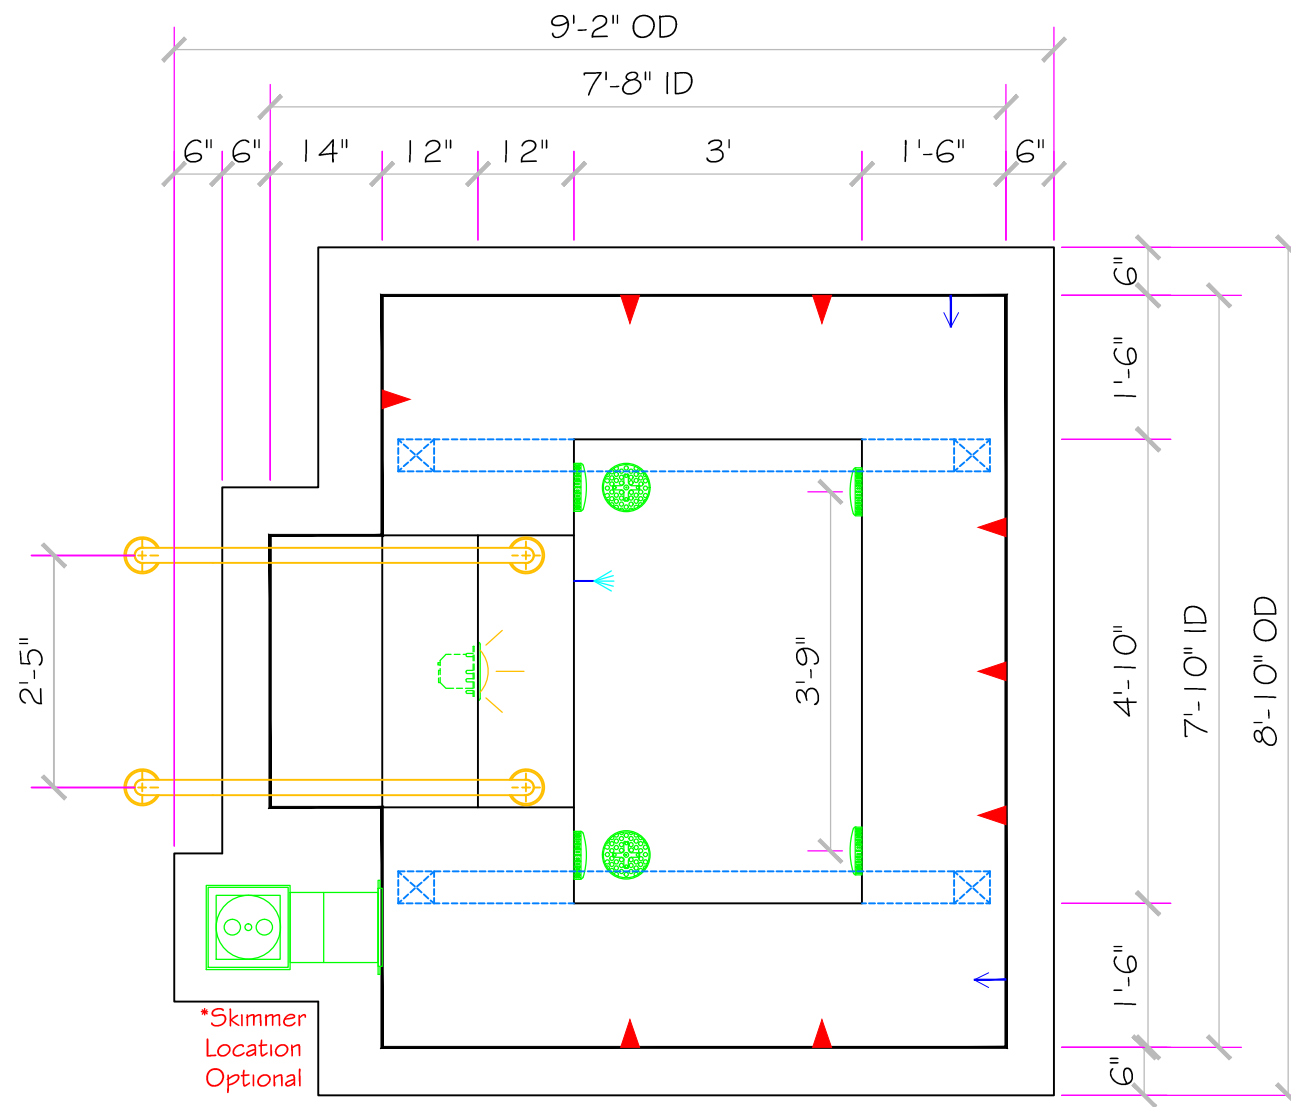 9'-2" OD
7'-8" ID
6" 6" 14" 12" 12" 3' 1'-6" 6"
6"
1'-6"
2'-5"
3'-9"
4'-10"
7'-10" ID
8'-10" OD
1'-6"
*Skimmer
Location
Optional
6"